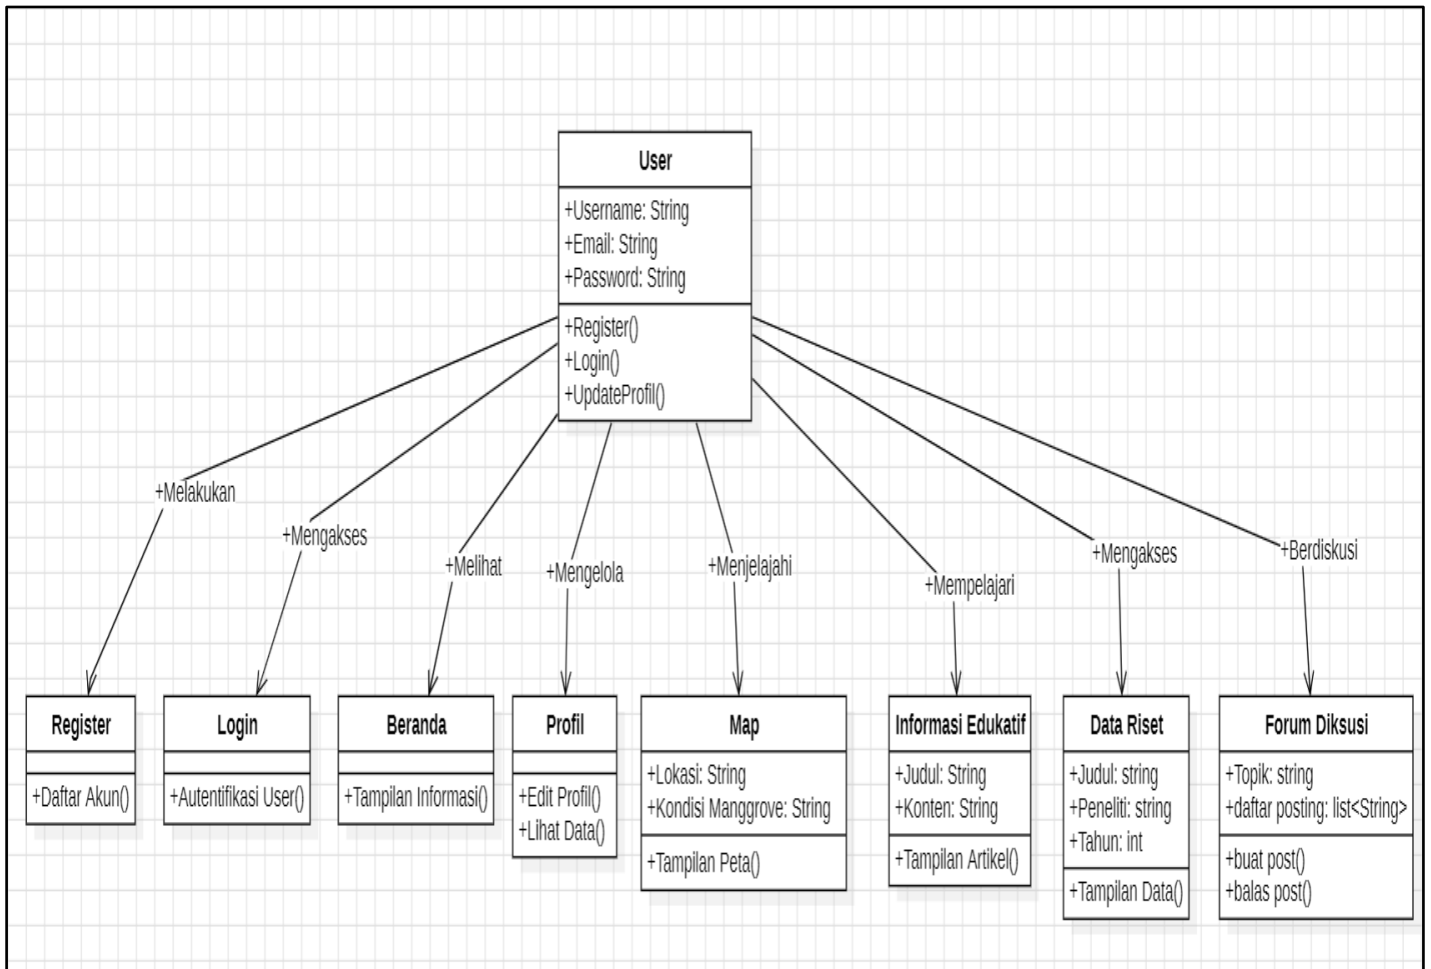 User
+Username: String
+Email: String
+Password: String
+Register()
+Login()
+UpdateProfil()
+Melakukan
+Mengakses
+Melihat
+Mengelola
+Menjelajahi
+Mempelajari
+Mengakses
+Berdiskusi
Register
+Daftar Akun()
Login
+Autentifikasi User()
Beranda
+Tampilan Informasi()
Profil
+Edit Profil()
+Lihat Data()
Map
+Lokasi: String
+Kondisi Manggrove: String
+Tampilan Peta()
Informasi Edukatif
+Judul: String
+Konten: String
+Tampilan Artikel()
Data Riset
+Judul: string
+Peneliti: string
+Tahun: int
+Tampilan Data()
Forum Diksusi
+Topik: string
+daftar posting: list<String>
+buat post()
+balas post()